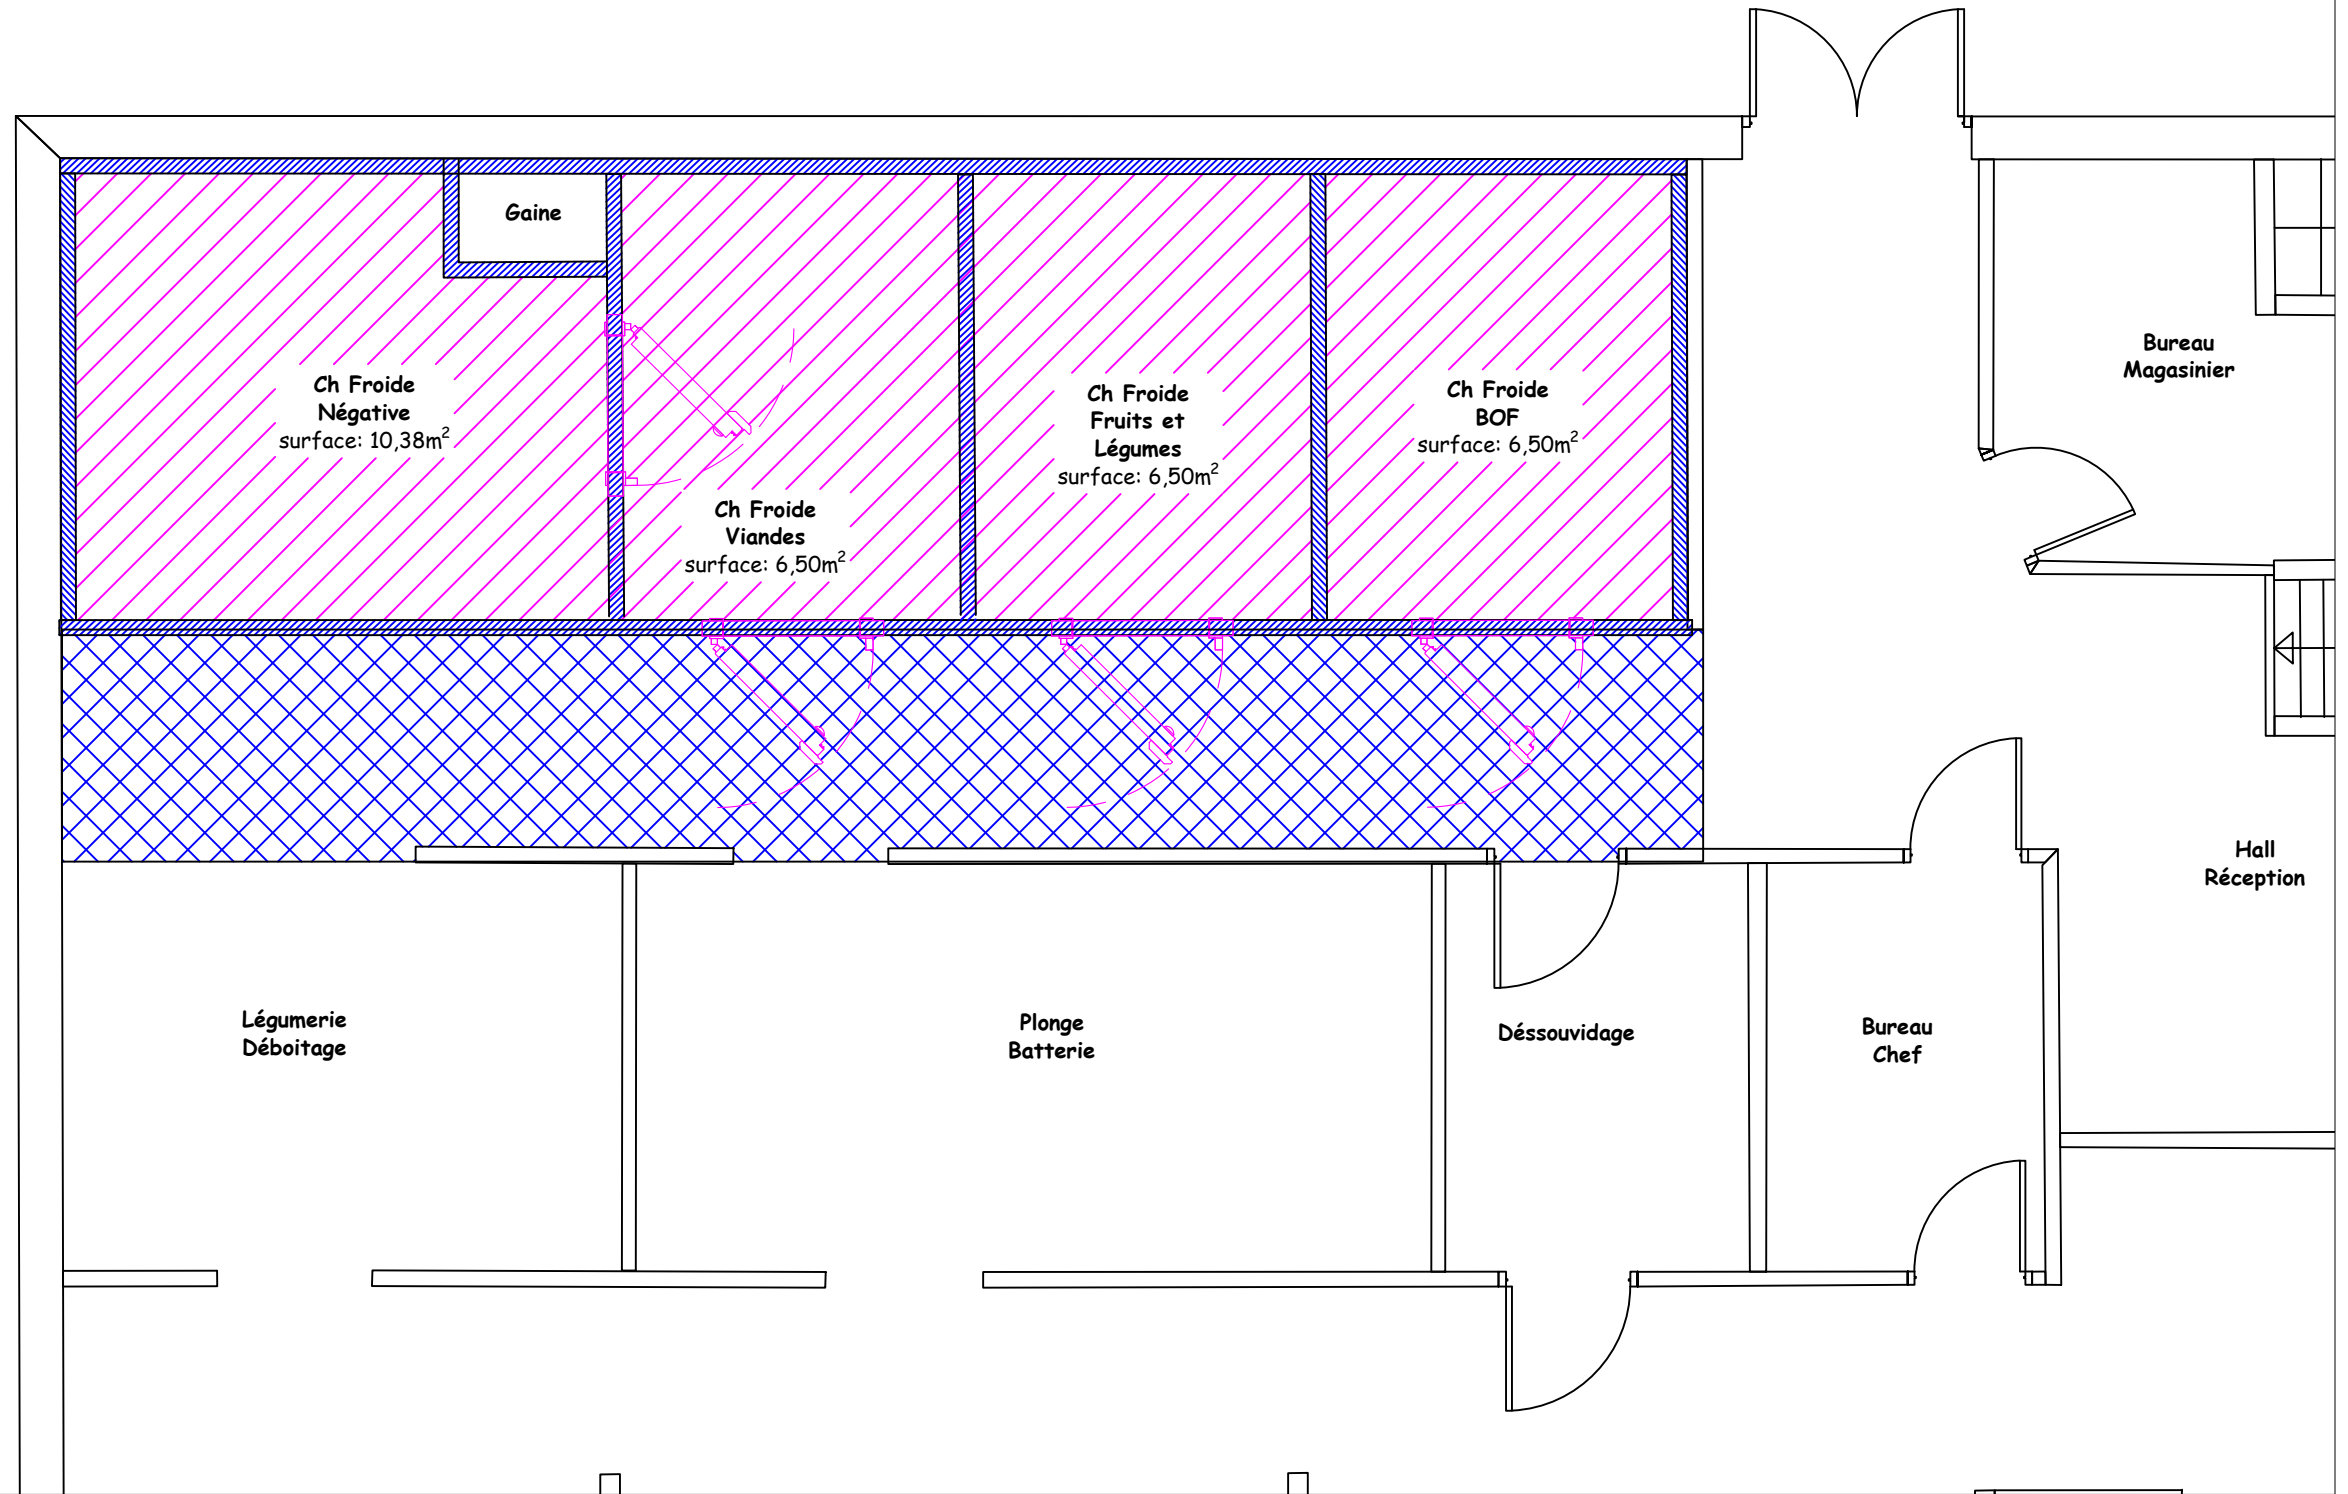 Gaine
Bureau
Magasinier
Ch Froide
Négative
surface: 10,38m²
Ch Froide
Fruits et
Légumes
surface: 6,50m²
Ch Froide
BOF
surface: 6,50m²
Ch Froide
Viandes
surface: 6,50m²
Hall
Réception
Légumerie
Déboitage
Plonge
Batterie
Déssouvidage
Bureau
Chef